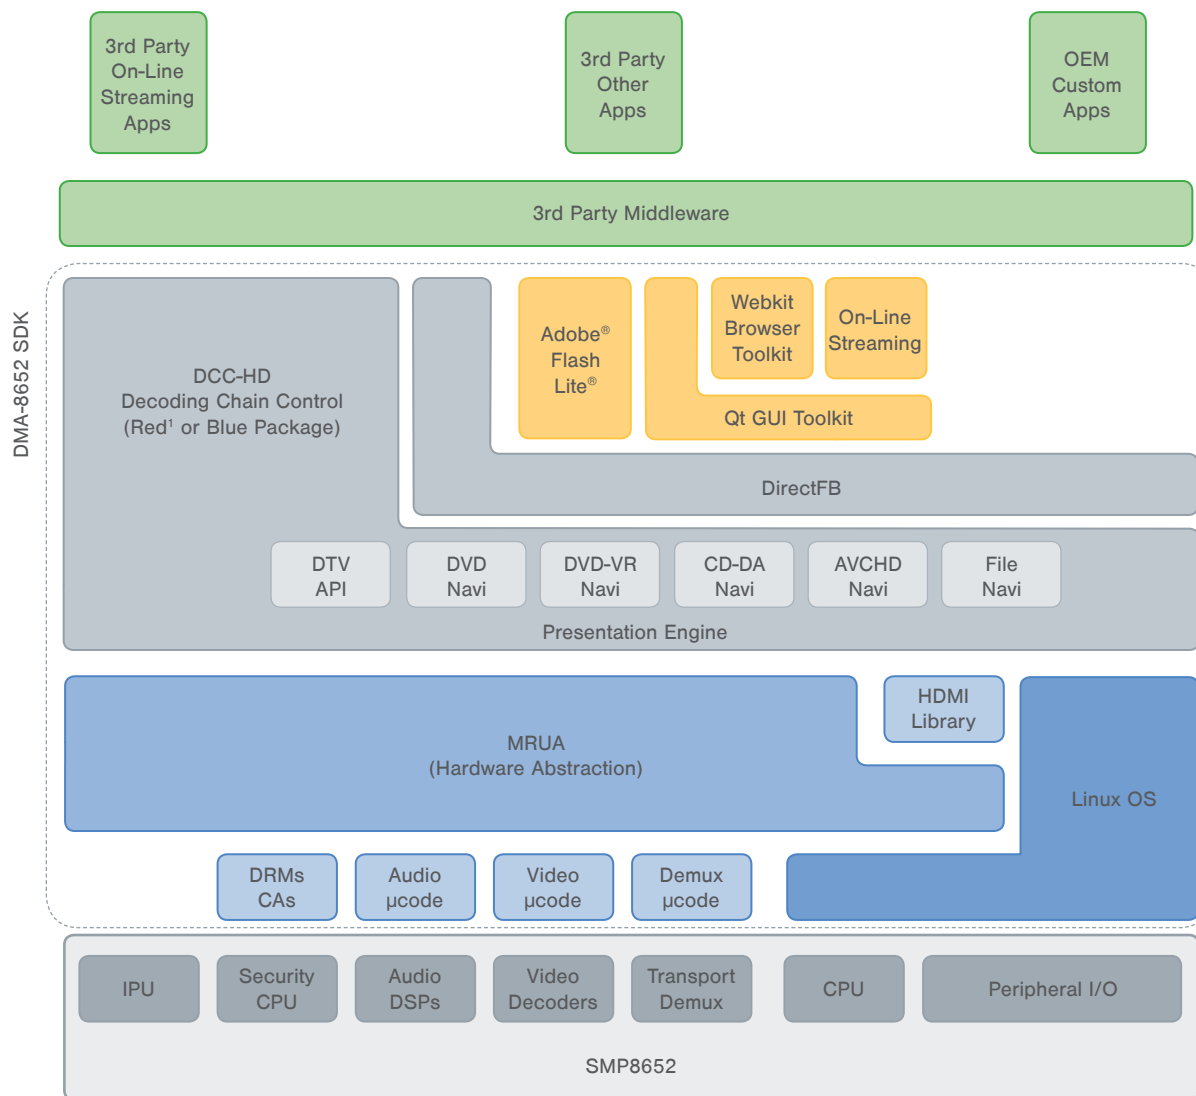 3rd Party
On-Line
Streaming
Apps
3rd Party
Other
Apps
OEM
Custom
Apps
3rd Party Middleware
DMA-8652 SDK
DCC-HD
Decoding Chain Control
(Red¹ or Blue Package)
Adobe®
Flash
Lite®
Webkit
Browser
Toolkit
On-Line
Streaming
Qt GUI Toolkit
DirectFB
DTV
API
DVD
Navi
DVD-VR
Navi
CD-DA
Navi
AVCHD
Navi
File
Navi
Presentation Engine
MRUA
(Hardware Abstraction)
HDMI
Library
Linux OS
DRMs
CAs
Audio
µcode
Video
µcode
Demux
µcode
IPU
Security
CPU
Audio
DSPs
Video
Decoders
Transport
Demux
CPU
Peripheral I/O
SMP8652